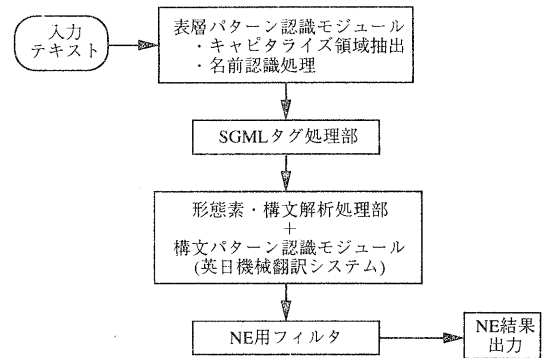 入力
テキスト
表層パターン認識モジュール
・キャピタライズ領域抽出
・名前認識処理
SGMLタグ処理部
形態素・構文解析処理部
+
構文パターン認識モジュール
(英日機械翻訳システム)
NE用フィルタ
NE結果
出力